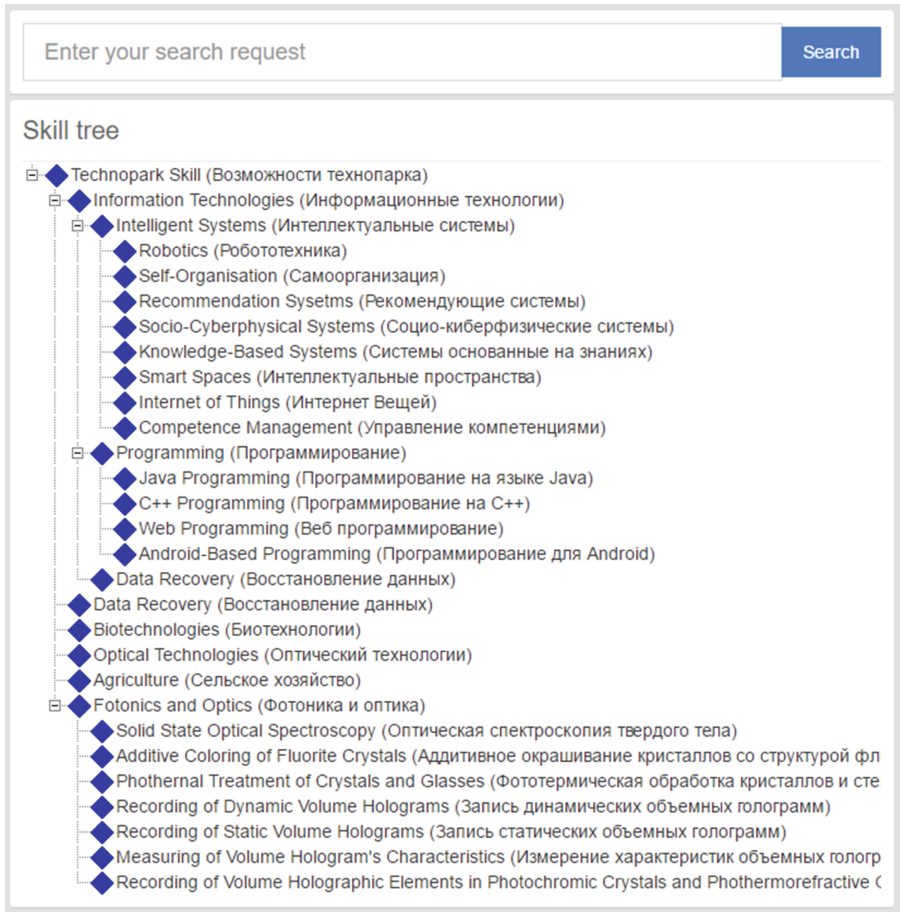 Enter your search request
Search
Skill tree
Technopark Skill (Возможности технопарка)
Information Technologies (Информационные технологии)
Intelligent Systems (Интеллектуальные системы)
Robotics (Робототехника)
Self-Organisation (Самоорганизация)
Recommendation Sysetms (Рекомендующие системы)
Socio-Cyberphysical Systems (Социо-киберфизические системы)
Knowledge-Based Systems (Системы основанные на знаниях)
Smart Spaces (Интеллектуальные пространства)
Internet of Things (Интернет Вещей)
Competence Management (Управление компетенциями)
Programming (Программирование)
Java Programming (Программирование на языке Java)
C++ Programming (Программирование на C++)
Web Programming (Веб программирование)
Android-Based Programming (Программирование для Android)
Data Recovery (Восстановление данных)
Data Recovery (Восстановление данных)
Biotechnologies (Биотехнологии)
Optical Technologies (Оптический технологии)
Agriculture (Сельское хозяйство)
Fotonics and Optics (Фотоника и оптика)
Solid State Optical Spectroscopy (Оптическая спектроскопия твердого тела)
Additive Coloring of Fluorite Crystals (Аддитивное окрашивание кристаллов со структурой фл
Phothernal Treatment of Crystals and Glasses (Фототермическая обработка кристаллов и сте
Recording of Dynamic Volume Holograms (Запись динамических объемных голограмм)
Recording of Static Volume Holograms (Запись статических объемных голограмм)
Measuring of Volume Hologram's Characteristics (Измерение характеристик объемных гологр
Recording of Volume Holographic Elements in Photochromic Crystals and Phothermorefractive